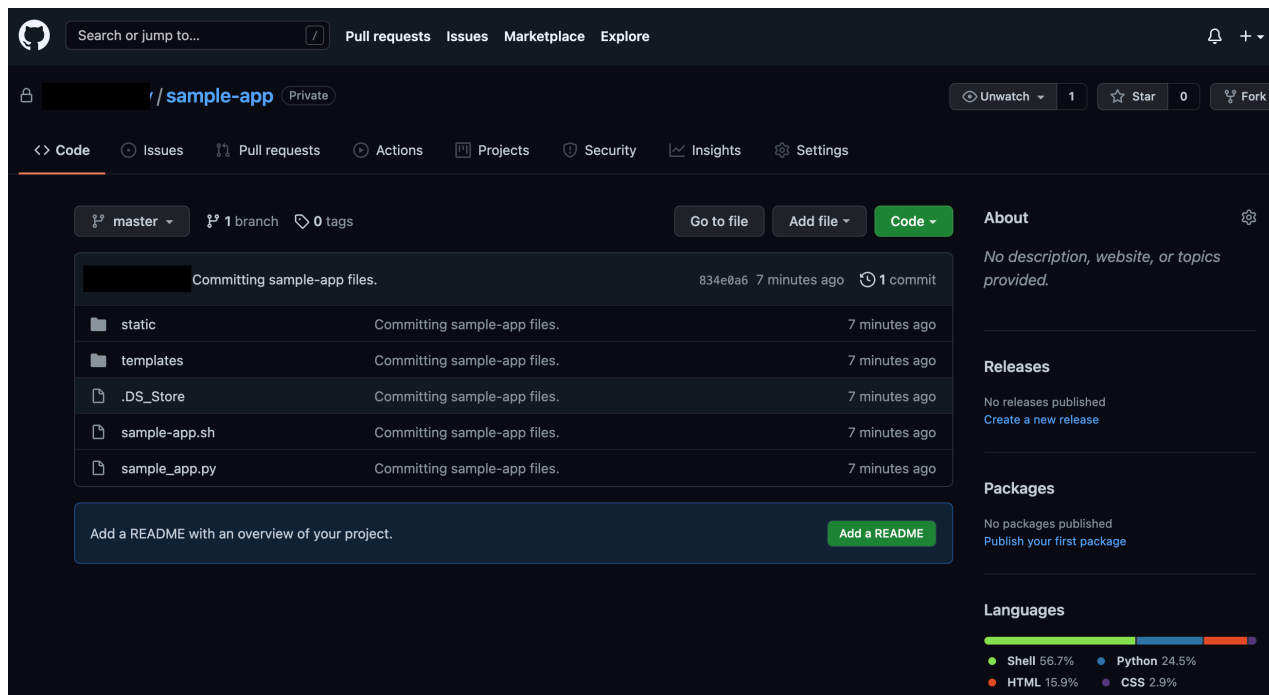 Search or jump to... / Pull requests Issues Marketplace Explore
/ sample-app Private Unwatch 1 Star 0 Fork
<> Code Issues Pull requests Actions Projects Security Insights Settings
master 1 branch 0 tags Go to file Add file Code
Committing sample-app files. 834e0a6 7 minutes ago 1 commit
static Committing sample-app files. 7 minutes ago
templates Committing sample-app files. 7 minutes ago
.DS_Store Committing sample-app files. 7 minutes ago
sample-app.sh Committing sample-app files. 7 minutes ago
sample_app.py Committing sample-app files. 7 minutes ago
Add a README with an overview of your project. Add a README
About
No description, website, or topics
provided.
Releases
No releases published
Create a new release
Packages
No packages published
Publish your first package
Languages
Shell 56.7% Python 24.5%
HTML 15.9% CSS 2.9%